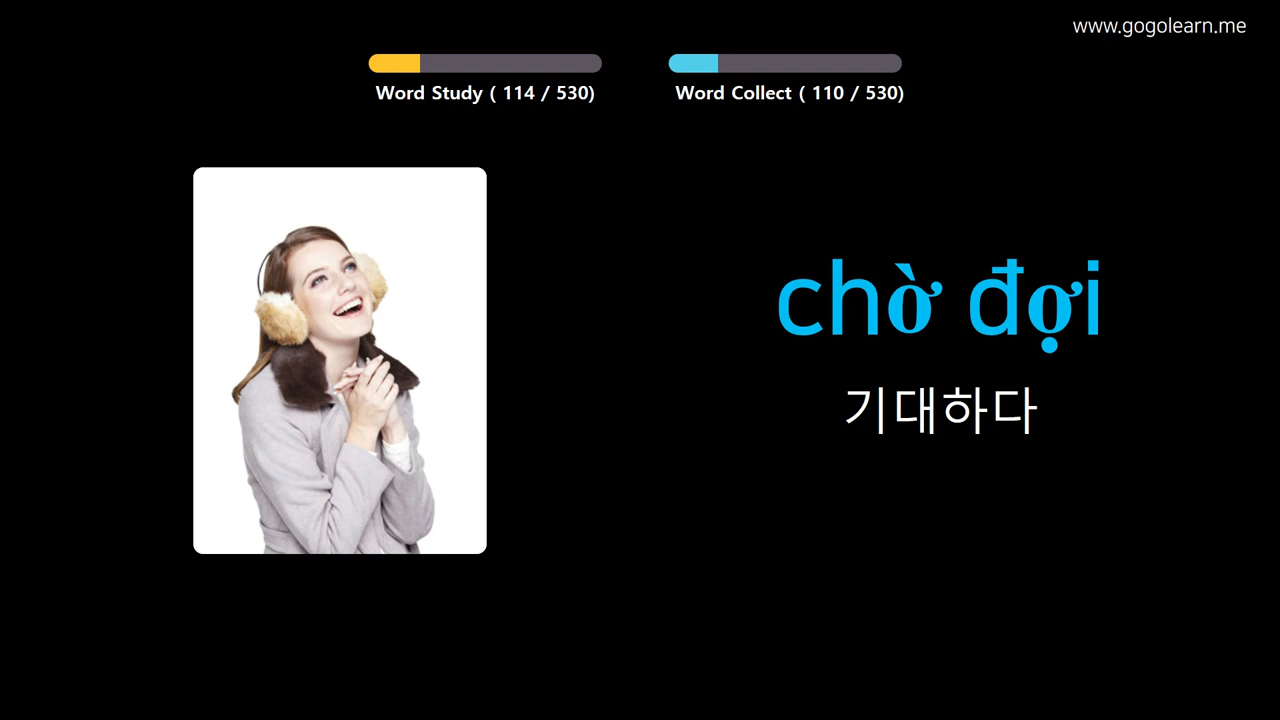 www.gogolearn.me
Word Study ( 114 / 530)
Word Collect ( 110 / 530)
chờ đợi
기대하다